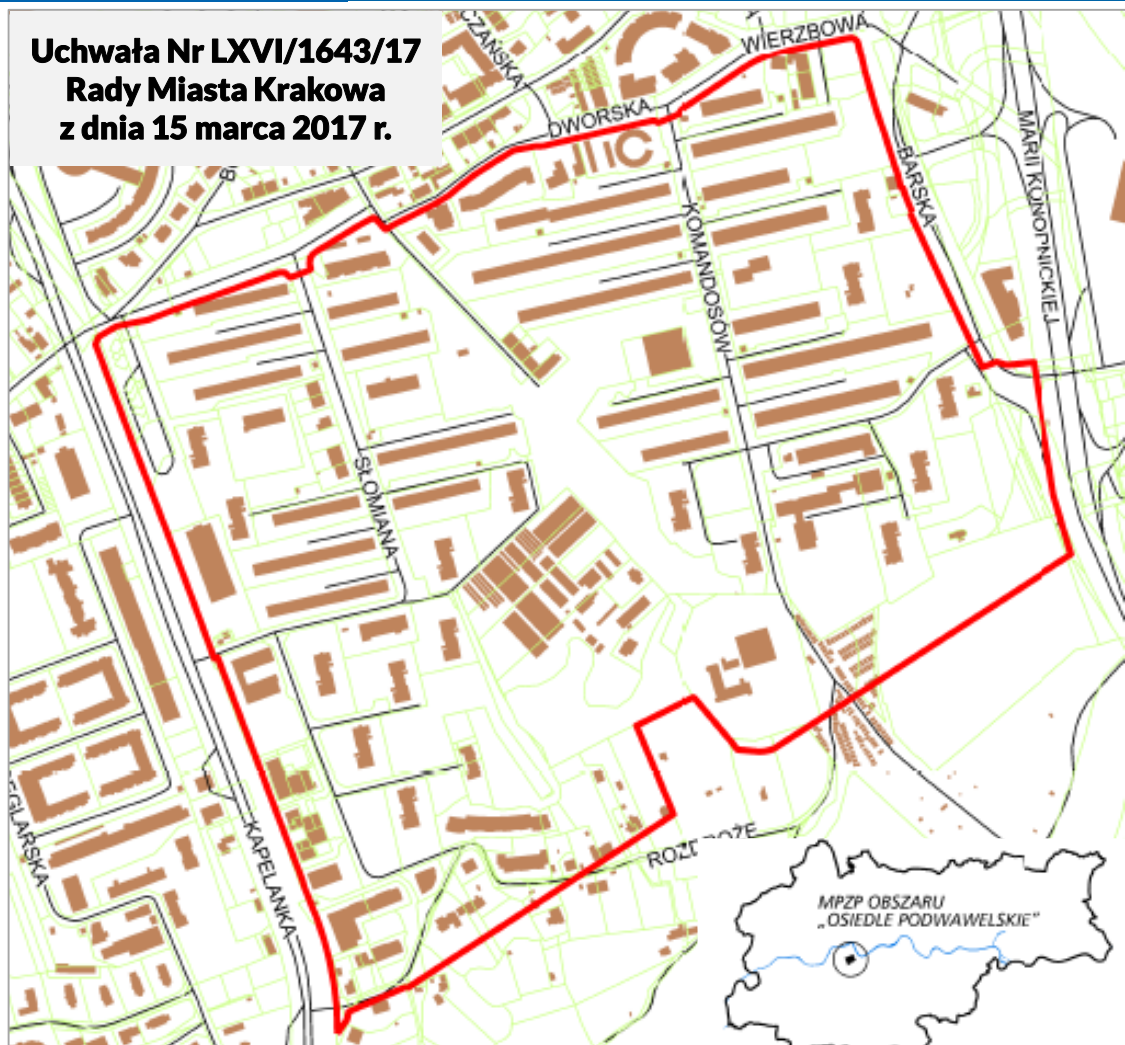 Uchwała Nr LXVI/1643/17
Rady Miasta Krakowa
z dnia 15 marca 2017 r.
WIERZBOWA
DWORSKA
BARSKA
MARII KONOPNICKIEJ
KOMANDOSÓW
SŁOMIANA
KAPELANKA
MPZP OBSZARU
„OSIEDLE PODWAWELSKIE”